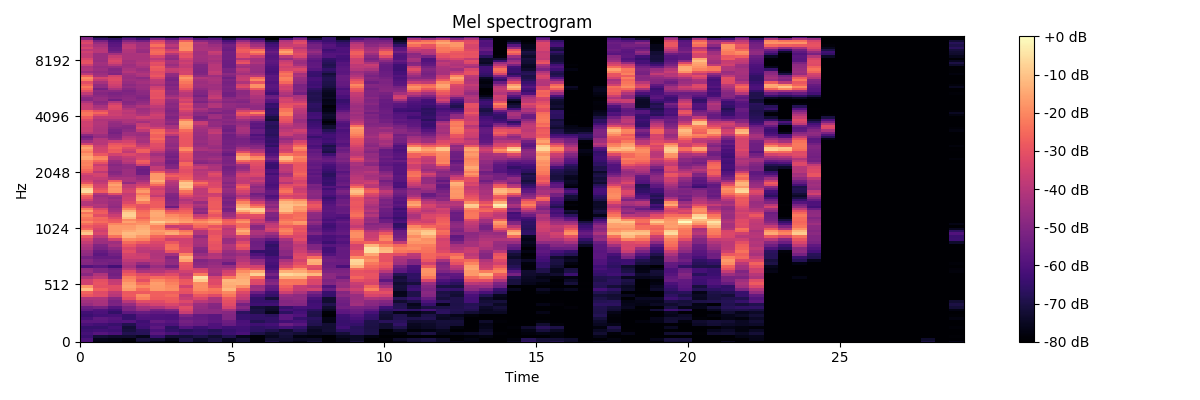 Mel spectrogram
+0 dB
8192
-10 dB
4096
-20 dB
-30 dB
2048
-40 dB
Hz
1024
-50 dB
512
-60 dB
-70 dB
0
-80 dB
0 5 10 15 20 25
Time